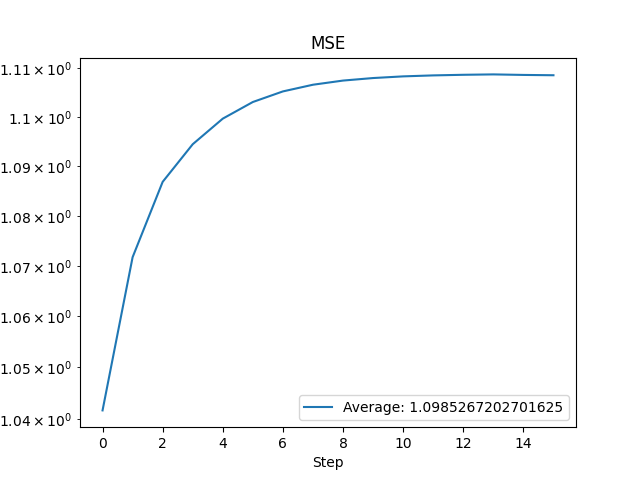 MSE
1.11 × 10⁰
1.1 × 10⁰
1.09 × 10⁰
1.08 × 10⁰
1.07 × 10⁰
1.06 × 10⁰
1.05 × 10⁰
1.04 × 10⁰
Average: 1.0985267202701625
0 2 4 6 8 10 12 14
Step